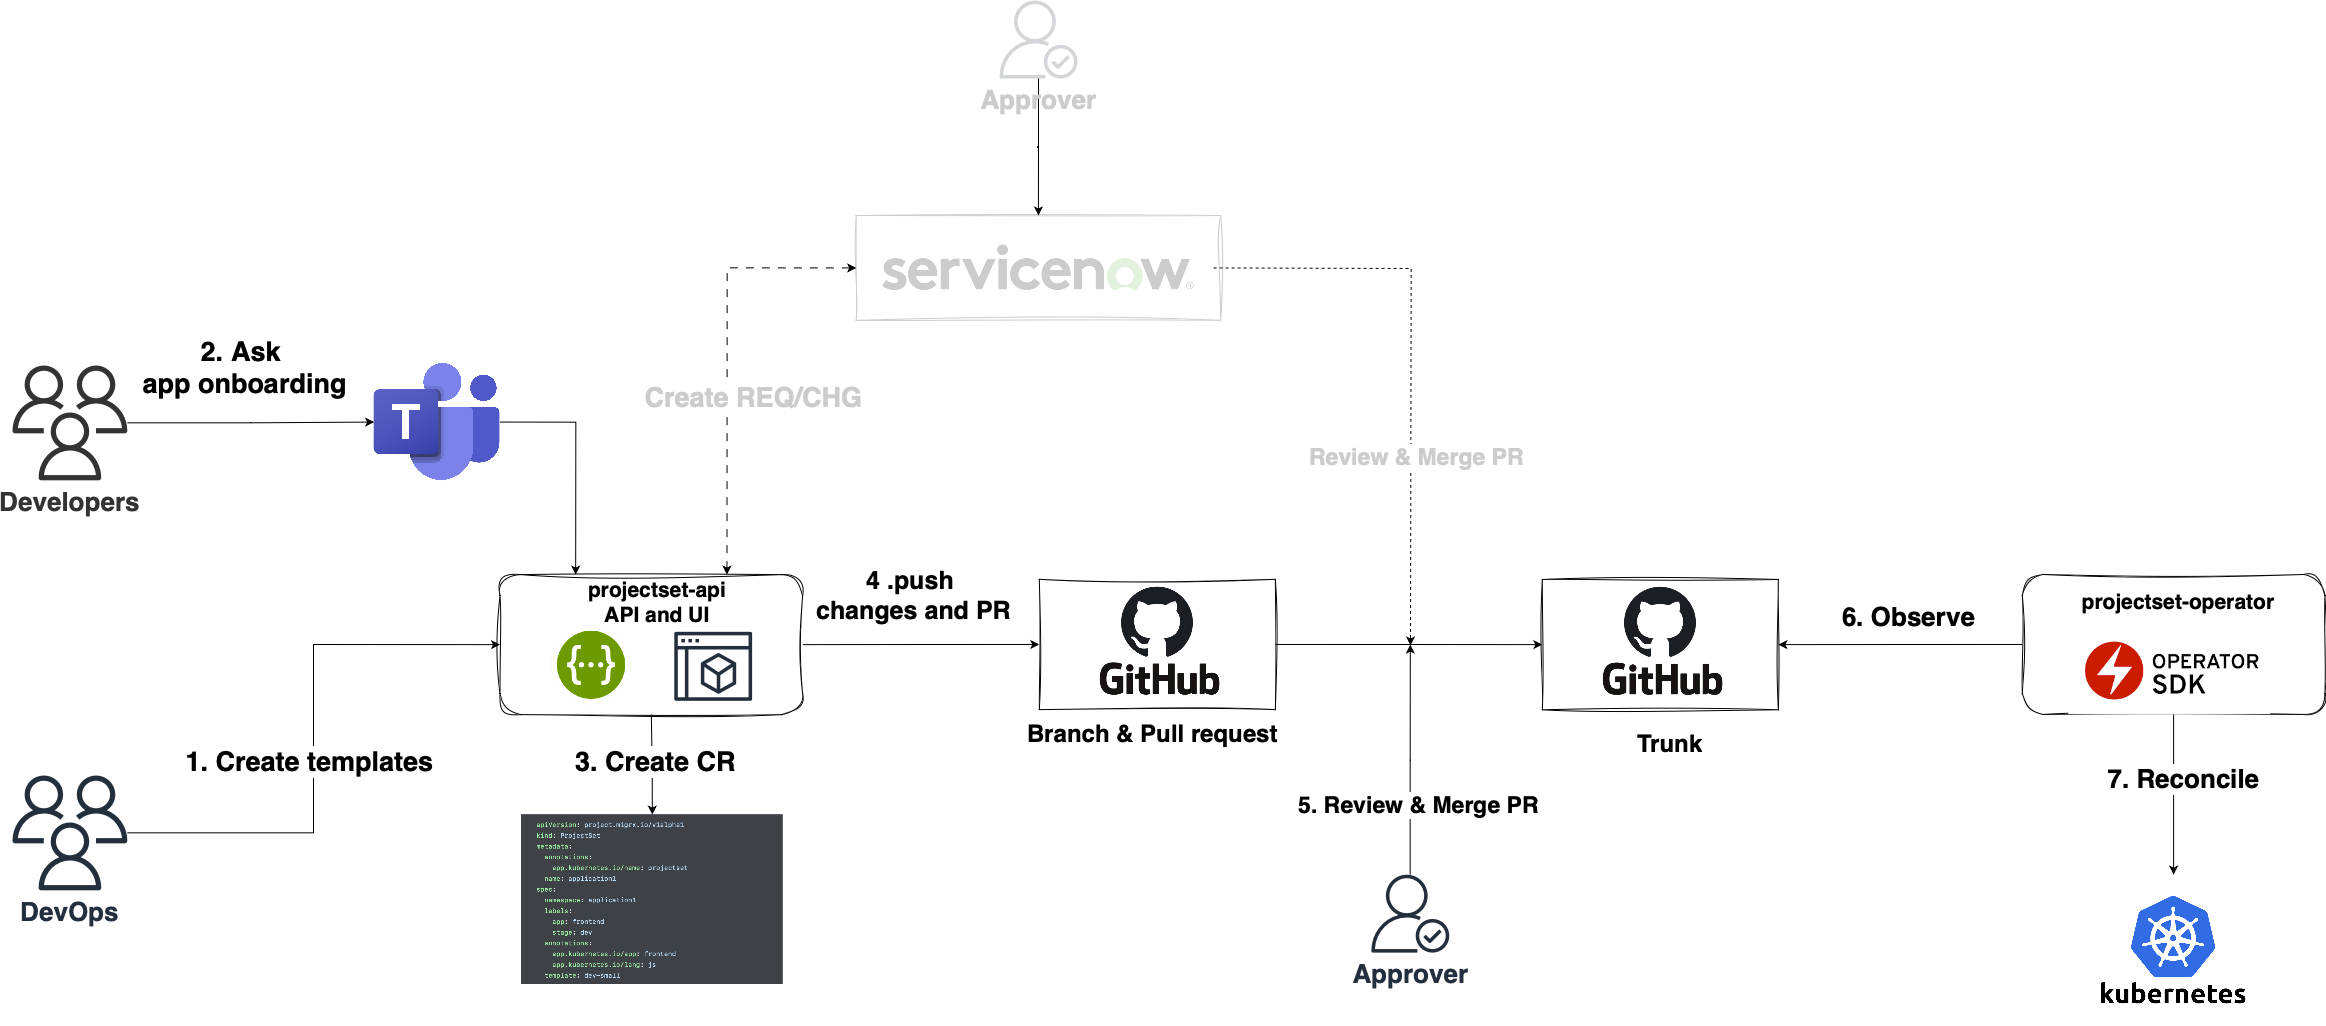 Approver
servicenow
2. Ask
app onboarding
T
Developers
Create REQ/CHG
Review & Merge PR
projectset-api
API and UI
{...}
4 .push
changes and PR
GitHub
Branch & Pull request
GitHub
Trunk
6. Observe
projectset-operator
OPERATOR
SDK
1. Create templates
3. Create CR
5. Review & Merge PR
7. Reconcile
DevOps
apiVersion: project.migrx.io/v1alpha1
kind: ProjectSet
metadata:
annotations:
app.kubernetes.io/name: projectset
name: application1
spec:
namespace: application1
labels:
app: frontend
stage: dev
annotations:
app.kubernetes.io/app: frontend
app.kubernetes.io/lang: js
template: dev-small
Approver
kubernetes